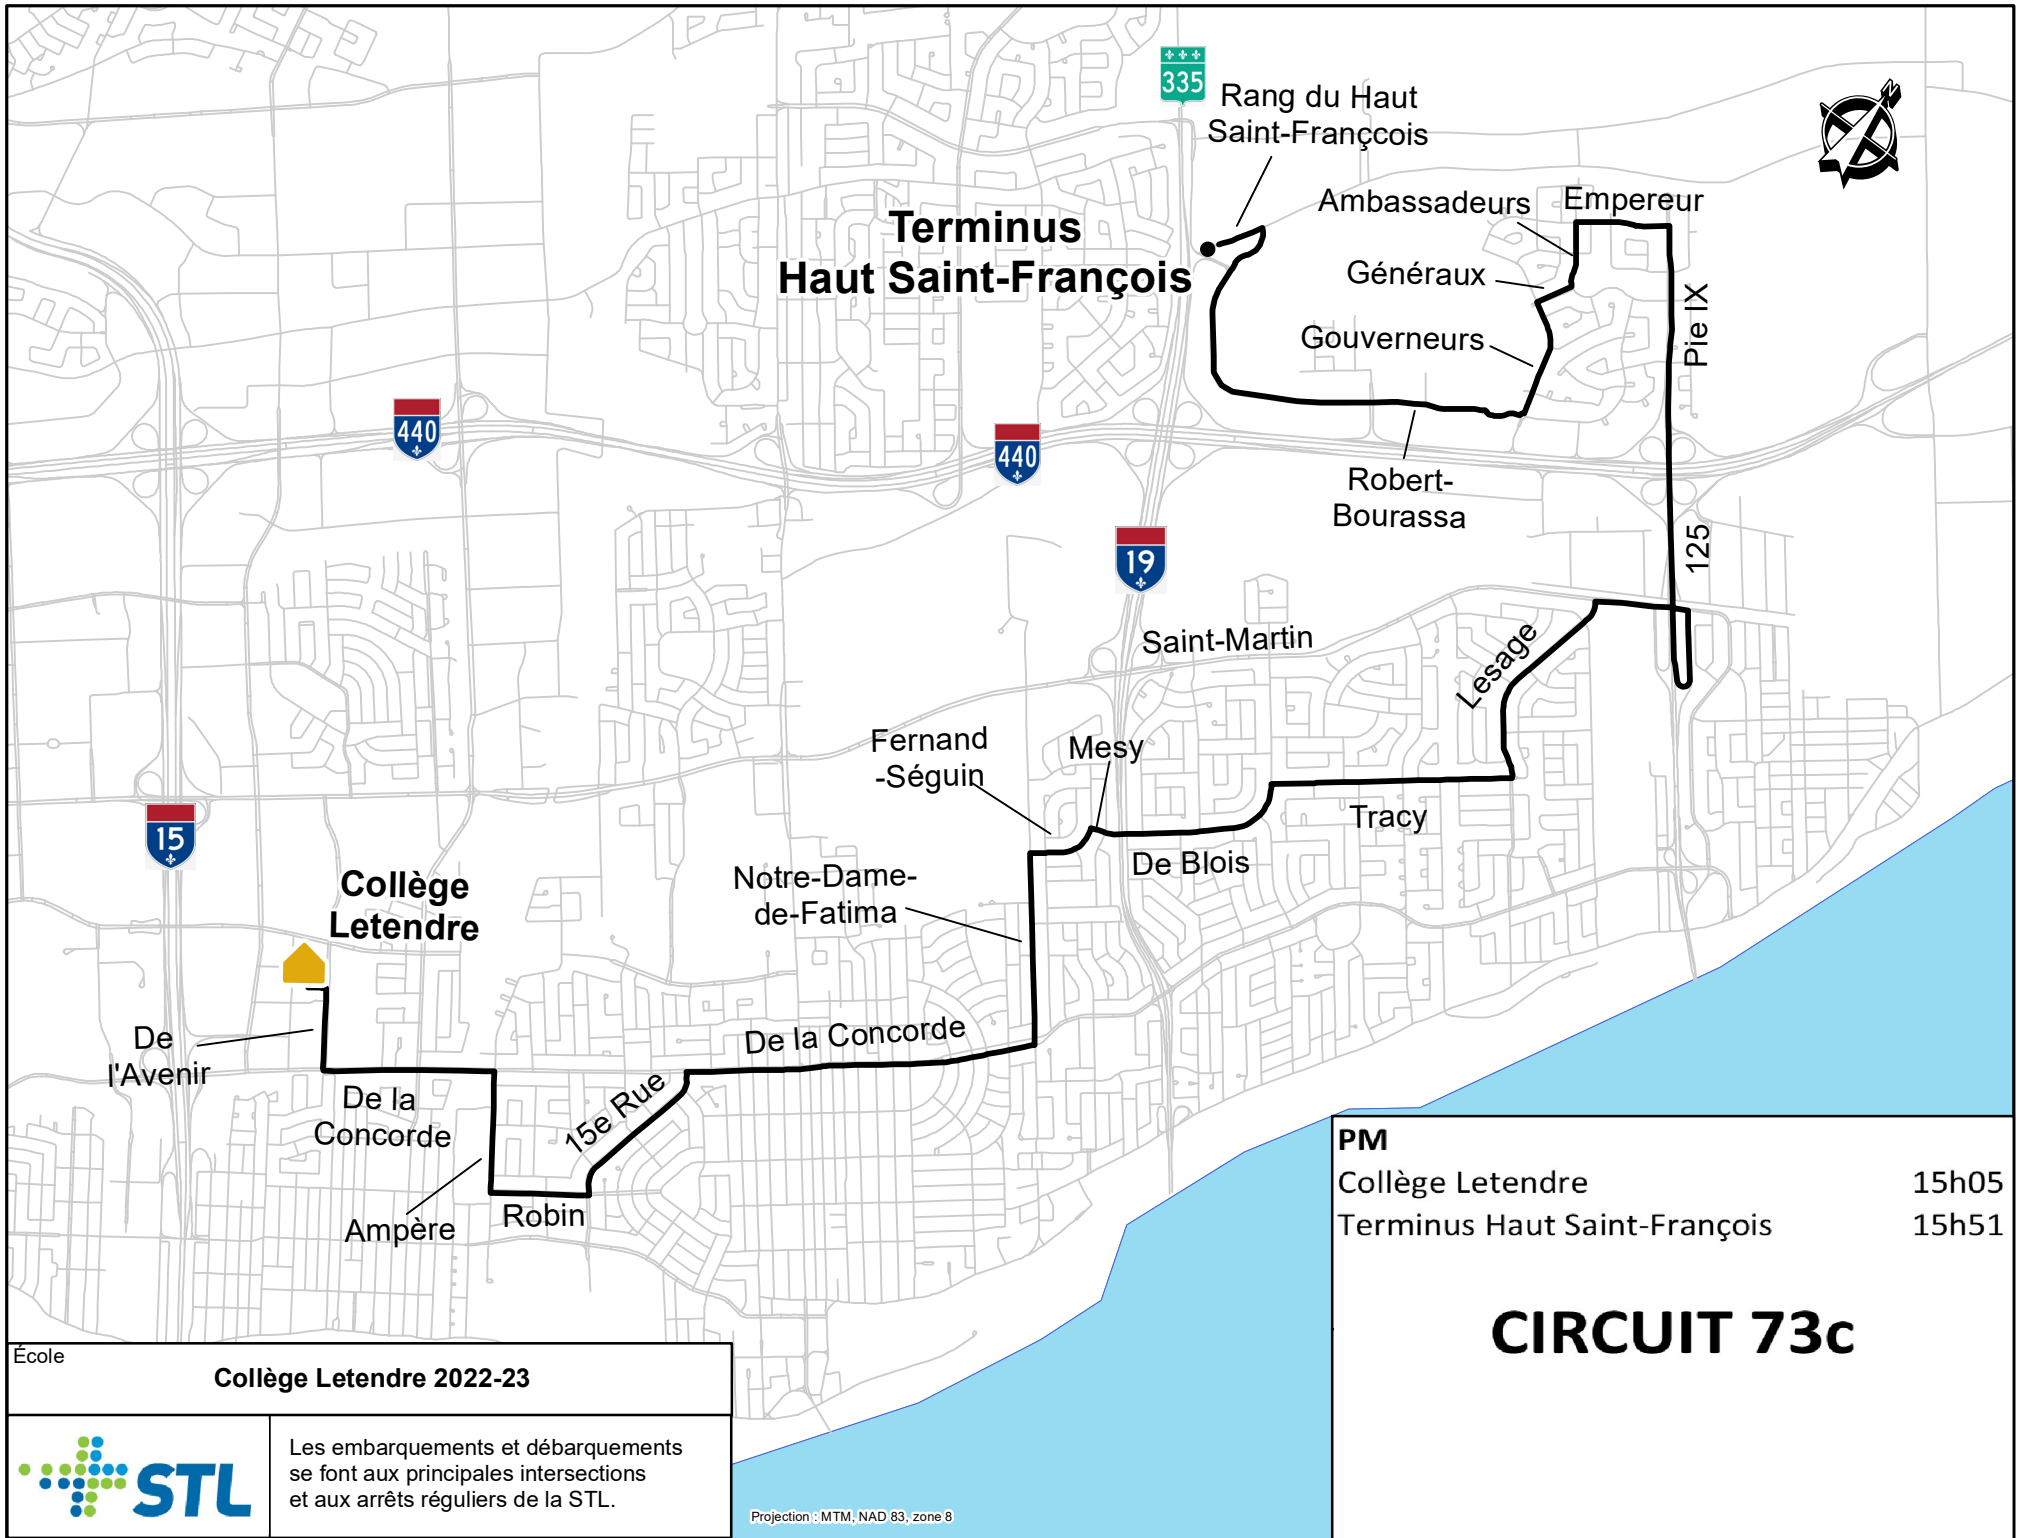 335
Rang du Haut
Saint-Françcois
Ambassadeurs
Empereur
N
Terminus
Haut Saint-François
Généraux
Gouverneurs
Pie IX
440
440
Robert-
Bourassa
125
19
Saint-Martin
Lesage
Fernand
-Séguin
Mesy
Tracy
De Blois
15
Collège
Letendre
Notre-Dame-
de-Fatima
De
l'Avenir
De la Concorde
De la
Concorde
15e Rue
Ampère
Robin
PM
Collège Letendre 15h05
Terminus Haut Saint-François 15h51
CIRCUIT 73c
École
Collège Letendre 2022-23
STL
Les embarquements et débarquements
se font aux principales intersections
et aux arrêts réguliers de la STL.
Projection : MTM, NAD 83, zone 8